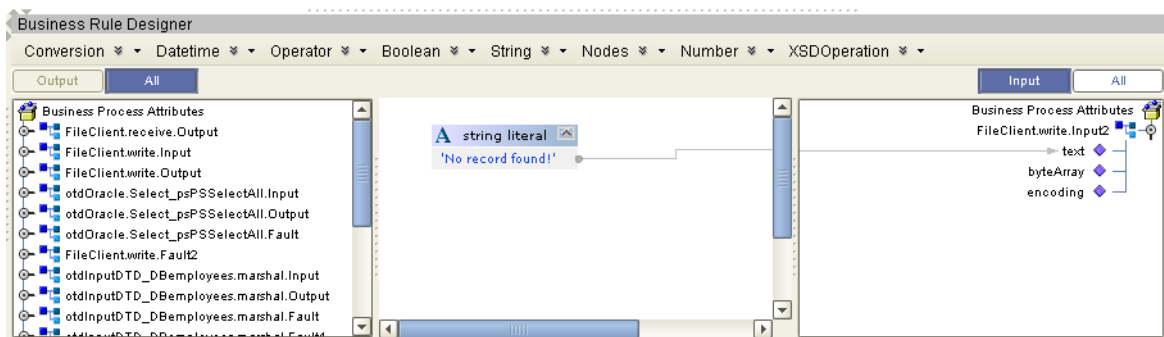 Business Rule Designer
Conversion Datetime Operator Boolean String Nodes Number XSDOperation
Output All Input All
Business Process Attributes
FileClient.receive.Output
FileClient.write.Input
FileClient.write.Output
otdOracle.Select_psPSSelectAll.Input
otdOracle.Select_psPSSelectAll.Output
otdOracle.Select_psPSSelectAll.Fault
FileClient.write.Fault2
otdInputDTD_DBemployees.marshal.Input
otdInputDTD_DBemployees.marshal.Output
otdInputDTD_DBemployees.marshal.Fault
A string literal
'No record found!'
Business Process Attributes
FileClient.write.Input2
text
byteArray
encoding